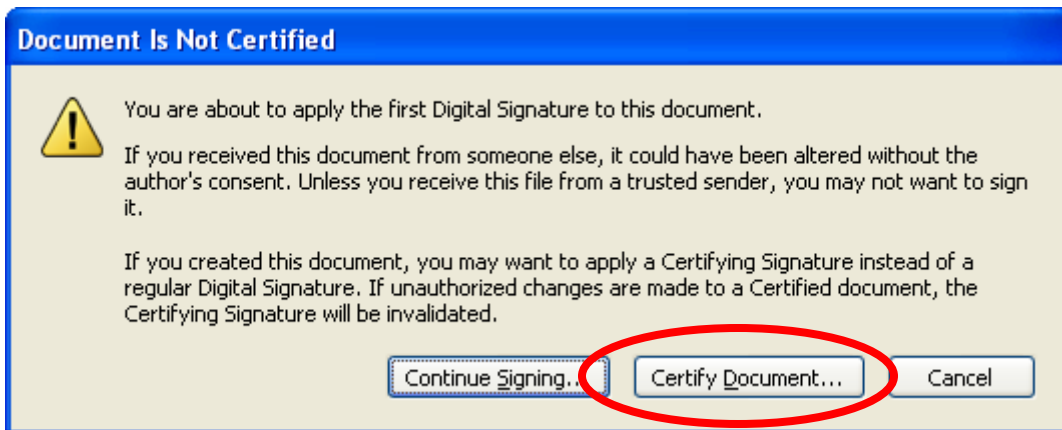 Document Is Not Certified
You are about to apply the first Digital Signature to this document.
If you received this document from someone else, it could have been altered without the
author's consent. Unless you receive this file from a trusted sender, you may not want to sign
it.
If you created this document, you may want to apply a Certifying Signature instead of a
regular Digital Signature. If unauthorized changes are made to a Certified document, the
Certifying Signature will be invalidated.
Continue Signing... Certify Document... Cancel